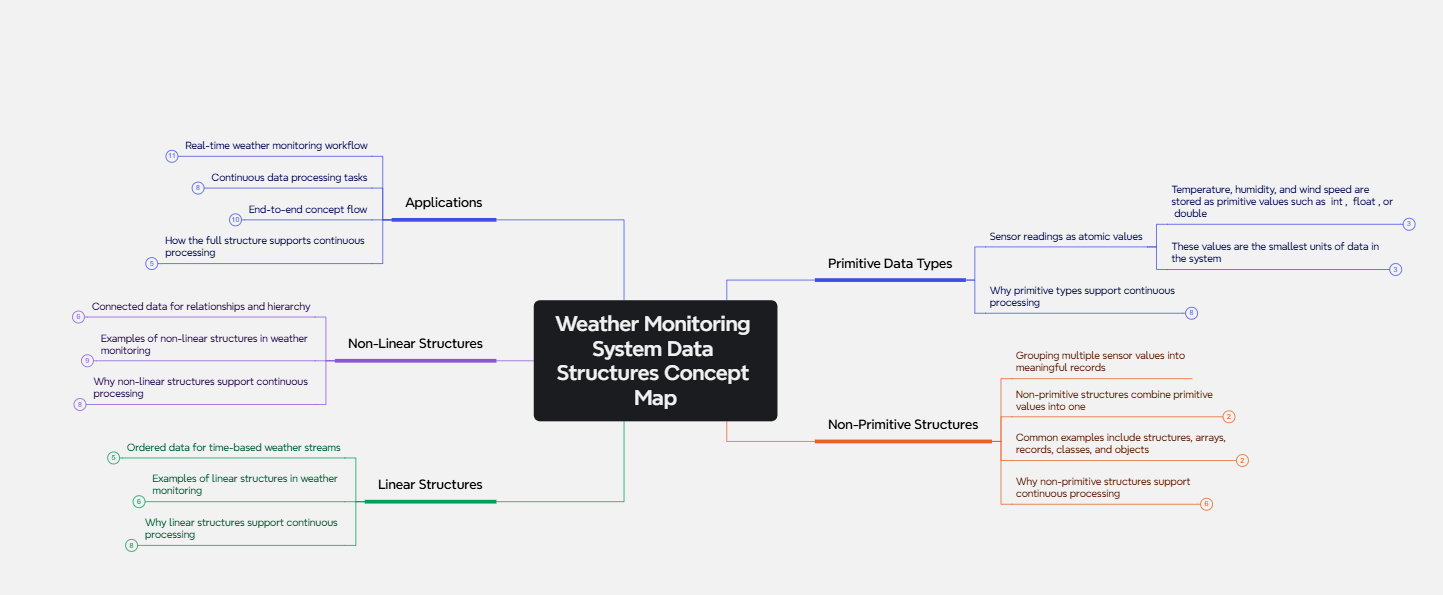 Weather Monitoring
System Data
Structures Concept
Map
Applications
Real-time weather monitoring workflow
11
Continuous data processing tasks
8
End-to-end concept flow
10
How the full structure supports continuous
processing
5
Non-Linear Structures
Connected data for relationships and hierarchy
6
Examples of non-linear structures in weather
monitoring
9
Why non-linear structures support continuous
processing
8
Linear Structures
Ordered data for time-based weather streams
5
Examples of linear structures in weather
monitoring
6
Why linear structures support continuous
processing
8
Primitive Data Types
Sensor readings as atomic values
Temperature, humidity, and wind speed are
stored as primitive values such as int , float , or
double
3
These values are the smallest units of data in
the system
3
Why primitive types support continuous
processing
8
Non-Primitive Structures
Grouping multiple sensor values into
meaningful records
Non-primitive structures combine primitive
values into one
2
Common examples include structures, arrays,
records, classes, and objects
2
Why non-primitive structures support
continuous processing
6